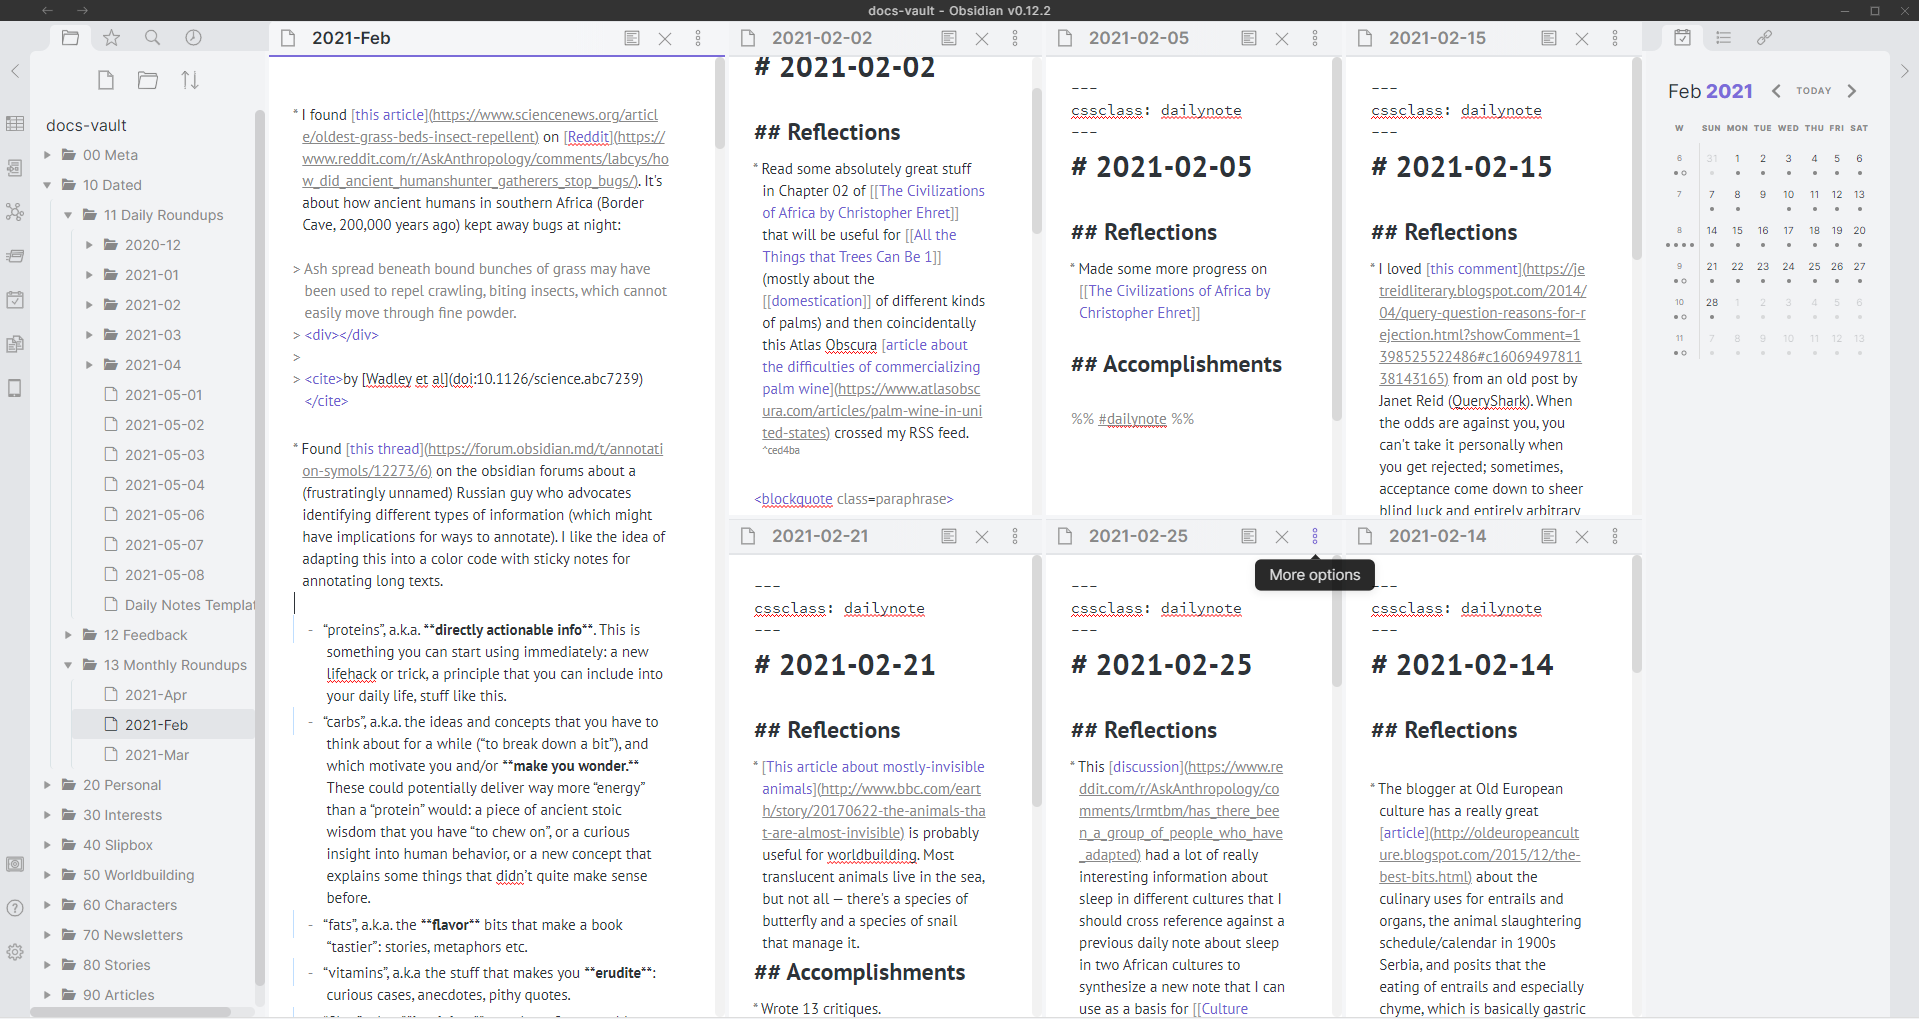 docs-vault - Obsidian v0.12.2
docs-vault
00 Meta
10 Dated
11 Daily Roundups
2020-12
2021-01
2021-02
2021-03
2021-04
2021-05-01
2021-05-02
2021-05-03
2021-05-04
2021-05-06
2021-05-07
2021-05-08
Daily Notes Templat
12 Feedback
13 Monthly Roundups
2021-Apr
2021-Feb
2021-Mar
20 Personal
30 Interests
40 Slipbox
50 Worldbuilding
60 Characters
70 Newsletters
80 Stories
90 Articles
2021-Feb
* I found [this article](https://www.sciencenews.org/articl
e/oldest-grass-beds-insect-repellent) on [Reddit](https://
www.reddit.com/r/AskAnthropology/comments/labcys/ho
w_did_ancient_humanshunter_gatherers_stop_bugs/). It's
about how ancient humans in southern Africa (Border
Cave, 200,000 years ago) kept away bugs at night:
> Ash spread beneath bound bunches of grass may have
been used to repel crawling, biting insects, which cannot
easily move through fine powder.
> <div></div>
>
> <cite>by [Wadley et al](doi:10.1126/science.abc7239)
</cite>
* Found [this thread](https://forum.obsidian.md/t/annotati
on-symols/12273/6) on the obsidian forums about a
(frustratingly unnamed) Russian guy who advocates
identifying different types of information (which might
have implications for ways to annotate). I like the idea of
adapting this into a color code with sticky notes for
annotating long texts.
- “proteins”, a.k.a. **directly actionable info**. This is
something you can start using immediately: a new
lifehack or trick, a principle that you can include into
your daily life, stuff like this.
- “carbs”, a.k.a. the ideas and concepts that you have to
think about for a while (“to break down a bit”), and
which motivate you and/or **make you wonder.**
These could potentially deliver way more “energy”
than a “protein” would: a piece of ancient stoic
wisdom that you have “to chew on”, or a curious
insight into human behavior, or a new concept that
explains some things that didn’t quite make sense
before.
- “fats”, a.k.a. the **flavor** bits that make a book
“tastier”: stories, metaphors etc.
- “vitamins”, a.k.a the stuff that makes you **erudite**:
curious cases, anecdotes, pithy quotes.
2021-02-02
# 2021-02-02
## Reflections
* Read some absolutely great stuff
in Chapter 02 of [[The Civilizations
of Africa by Christopher Ehret]]
that will be useful for [[All the
Things that Trees Can Be 1]]
(mostly about the
[[domestication]] of different kinds
of palms) and then coincidentally
this Atlas Obscura [article about
the difficulties of commercializing
palm wine](https://www.atlasobsc
ura.com/articles/palm-wine-in-uni
ted-states) crossed my RSS feed.
^ced4ba
<blockquote class=paraphrase>
2021-02-05
---
cssclass: dailynote
---
# 2021-02-05
## Reflections
* Made some more progress on
[[The Civilizations of Africa by
Christopher Ehret]]
## Accomplishments
%% #dailynote %%
2021-02-15
---
cssclass: dailynote
---
# 2021-02-15
## Reflections
* I loved [this comment](https://je
treidliterary.blogspot.com/2014/
04/query-question-reasons-for-r
ejection.html?showComment=1
398525522486#c16069497811
38143165) from an old post by
Janet Reid (QueryShark). When
the odds are against you, you
can't take it personally when
you get rejected; sometimes,
acceptance come down to sheer
blind luck and entirely arbitrary
2021-02-21
---
cssclass: dailynote
---
# 2021-02-21
## Reflections
* [This article about mostly-invisible
animals](http://www.bbc.com/eart
h/story/20170622-the-animals-tha
t-are-almost-invisible) is probably
useful for worldbuilding. Most
translucent animals live in the sea,
but not all — there's a species of
butterfly and a species of snail
that manage it.
## Accomplishments
* Wrote 13 critiques.
2021-02-25
More options
---
cssclass: dailynote
---
# 2021-02-25
## Reflections
* This [discussion](https://www.re
ddit.com/r/AskAnthropology/co
mments/lrmtbm/has_there_bee
n_a_group_of_people_who_have
_adapted) had a lot of really
interesting information about
sleep in different cultures that I
should cross reference against a
previous daily note about sleep
in two African cultures to
synthesize a new note that I can
use as a basis for [[Culture
2021-02-14
---
cssclass: dailynote
---
# 2021-02-14
## Reflections
* The blogger at Old European
culture has a really great
[article](http://oldeuropeancult
ure.blogspot.com/2015/12/the-
best-bits.html) about the
culinary uses for entrails and
organs, the animal slaughtering
schedule/calendar in 1900s
Serbia, and posits that the
eating of entrails and especially
chyme, which is basically gastric
Feb 2021
TODAY
W SUN MON TUE WED THU FRI SAT
6 31 1 2 3 4 5 6
7 7 8 9 10 11 12 13
8 14 15 16 17 18 19 20
9 21 22 23 24 25 26 27
10 28 1 2 3 4 5 6
11 7 8 9 10 11 12 13